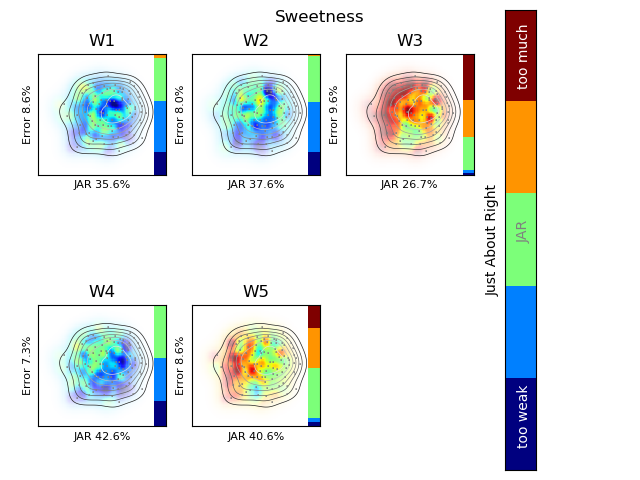 Sweetness
W1
W2
W3
Error 8.6%
Error 8.0%
Error 9.6%
JAR 35.6%
JAR 37.6%
JAR 26.7%
W4
W5
Error 7.3%
Error 8.6%
JAR 42.6%
JAR 40.6%
Just About Right
too much
JAR
too weak